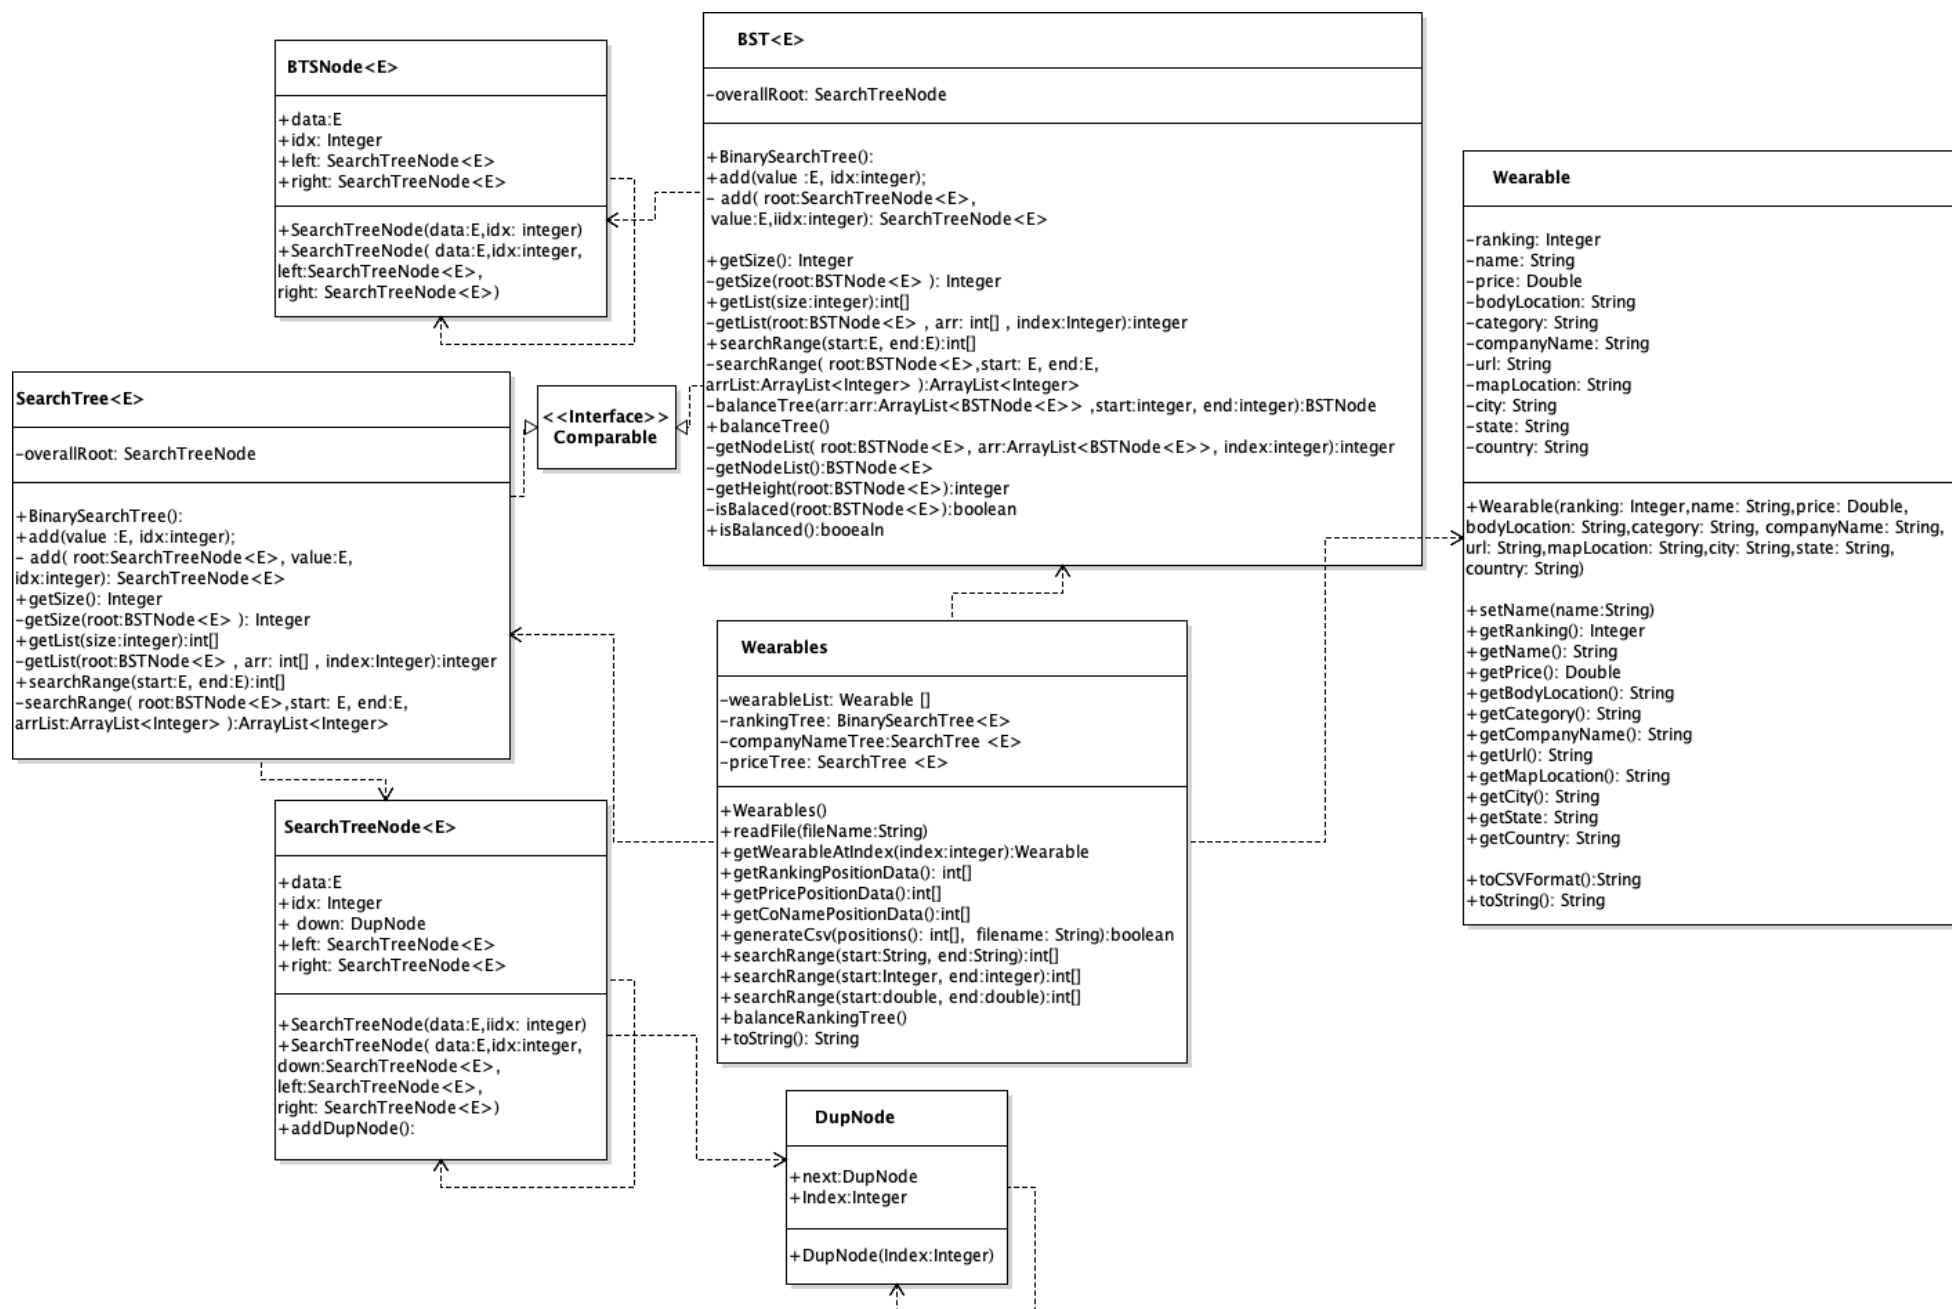 BTSNode<E>
+data:E
+idx: Integer
+left: SearchTreeNode<E>
+right: SearchTreeNode<E>
+SearchTreeNode(data:E,idx: integer)
+SearchTreeNode( data:E,idx:integer,
left:SearchTreeNode<E>,
right: SearchTreeNode<E>)
BST<E>
-overallRoot: SearchTreeNode
+BinarySearchTree():
+add(value :E, idx:integer);
- add( root:SearchTreeNode<E>,
value:E,iidx:integer): SearchTreeNode<E>
+getSize(): Integer
-getSize(root:BSTNode<E> ): Integer
+getList(size:integer):int[]
-getList(root:BSTNode<E> , arr: int[] , index:Integer):integer
+searchRange(start:E, end:E):int[]
-searchRange( root:BSTNode<E>,start: E, end:E,
arrList:ArrayList<Integer> ):ArrayList<Integer>
-balanceTree(arr:arr:ArrayList<BSTNode<E>> ,start:integer, end:integer):BSTNode
+balanceTree()
-getNodeList( root:BSTNode<E>, arr:ArrayList<BSTNode<E>>, index:integer):integer
-getNodeList():BSTNode<E>
-getHeight(root:BSTNode<E>):integer
-isBalaced(root:BSTNode<E>):boolean
+isBalanced():booealn
Wearable
-ranking: Integer
-name: String
-price: Double
-bodyLocation: String
-category: String
-companyName: String
-url: String
-mapLocation: String
-city: String
-state: String
-country: String
+Wearable(ranking: Integer,name: String,price: Double,
bodyLocation: String,category: String, companyName: String,
url: String,mapLocation: String,city: String,state: String,
country: String)
+setName(name:String)
+getRanking(): Integer
+getName(): String
+getPrice(): Double
+getBodyLocation(): String
+getCategory(): String
+getCompanyName(): String
+getUrl(): String
+getMapLocation(): String
+getCity(): String
+getState(): String
+getCountry: String
+toCSVFormat():String
+toString(): String
SearchTree<E>
-overallRoot: SearchTreeNode
+BinarySearchTree():
+add(value :E, idx:integer);
- add( root:SearchTreeNode<E>, value:E,
idx:integer): SearchTreeNode<E>
+getSize(): Integer
-getSize(root:BSTNode<E> ): Integer
+getList(size:integer):int[]
-getList(root:BSTNode<E> , arr: int[] , index:Integer):integer
+searchRange(start:E, end:E):int[]
-searchRange( root:BSTNode<E>,start: E, end:E,
arrList:ArrayList<Integer> ):ArrayList<Integer>
<<Interface>>
Comparable
Wearables
-wearableList: Wearable []
-rankingTree: BinarySearchTree<E>
-companyNameTree:SearchTree <E>
-priceTree: SearchTree <E>
+Wearables()
+readFile(fileName:String)
+getWearableAtIndex(index:integer):Wearable
+getRankingPositionData(): int[]
+getPricePositionData():int[]
+getCoNamePositionData():int[]
+generateCsv(positions(): int[], filename: String):boolean
+searchRange(start:String, end:String):int[]
+searchRange(start:Integer, end:integer):int[]
+searchRange(start:double, end:double):int[]
+balanceRankingTree()
+toString(): String
SearchTreeNode<E>
+data:E
+idx: Integer
+ down: DupNode
+left: SearchTreeNode<E>
+right: SearchTreeNode<E>
+SearchTreeNode(data:E,iidx: integer)
+SearchTreeNode( data:E,idx:integer,
down:SearchTreeNode<E>,
left:SearchTreeNode<E>,
right: SearchTreeNode<E>)
+addDupNode():
DupNode
+next:DupNode
+Index:Integer
+DupNode(Index:Integer)